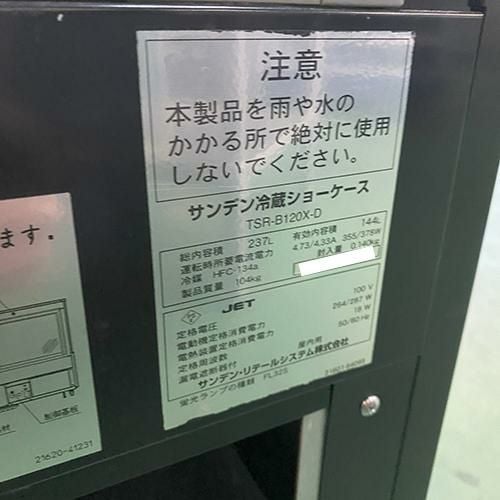 注意
本製品を雨や水の
かかる所で絶対に使用
しないでください。
サンデン冷蔵ショーケース
TSR-B120X-D
総内容積 237L 有効内容積 144L
運転時所要電流電力 4.73/4.33A 355/378W
冷媒 HFC-134a 封入量 0.140kg
製品質量 104kg
JET
定格電圧 100 V
電動機定格消費電力 264/287 W
電熱装置定格消費電力 18 W
定格周波数 50/60 Hz
漏電遮断器付 屋内用
サンデン・リテールシステム株式会社
蛍光ランプの種類 FL32S
ます。
制御基板
21620-41231